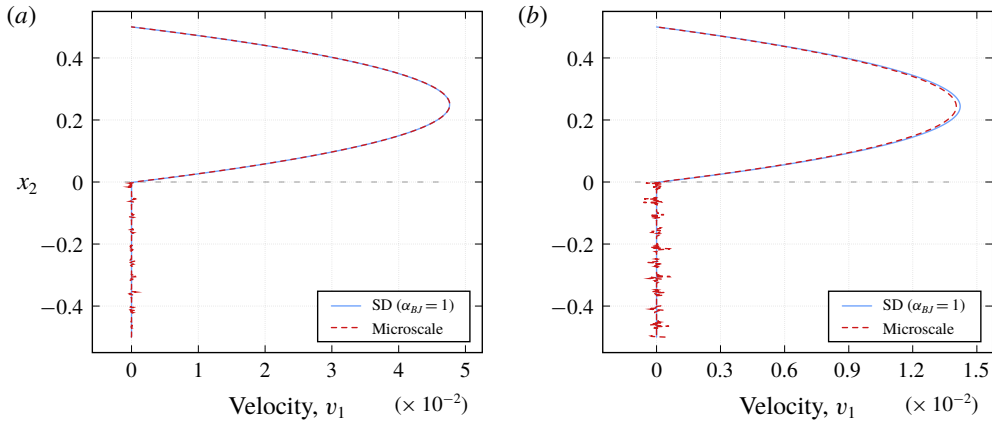 (a)
0.4
0.2
x₂
0
−0.2
−0.4
SD (α_BJ = 1)
Microscale
0 1 2 3 4 5
Velocity, v₁ (× 10⁻²)
(b)
0.4
0.2
0
−0.2
−0.4
SD (α_BJ = 1)
Microscale
0 0.3 0.6 0.9 1.2 1.5
Velocity, v₁ (× 10⁻²)